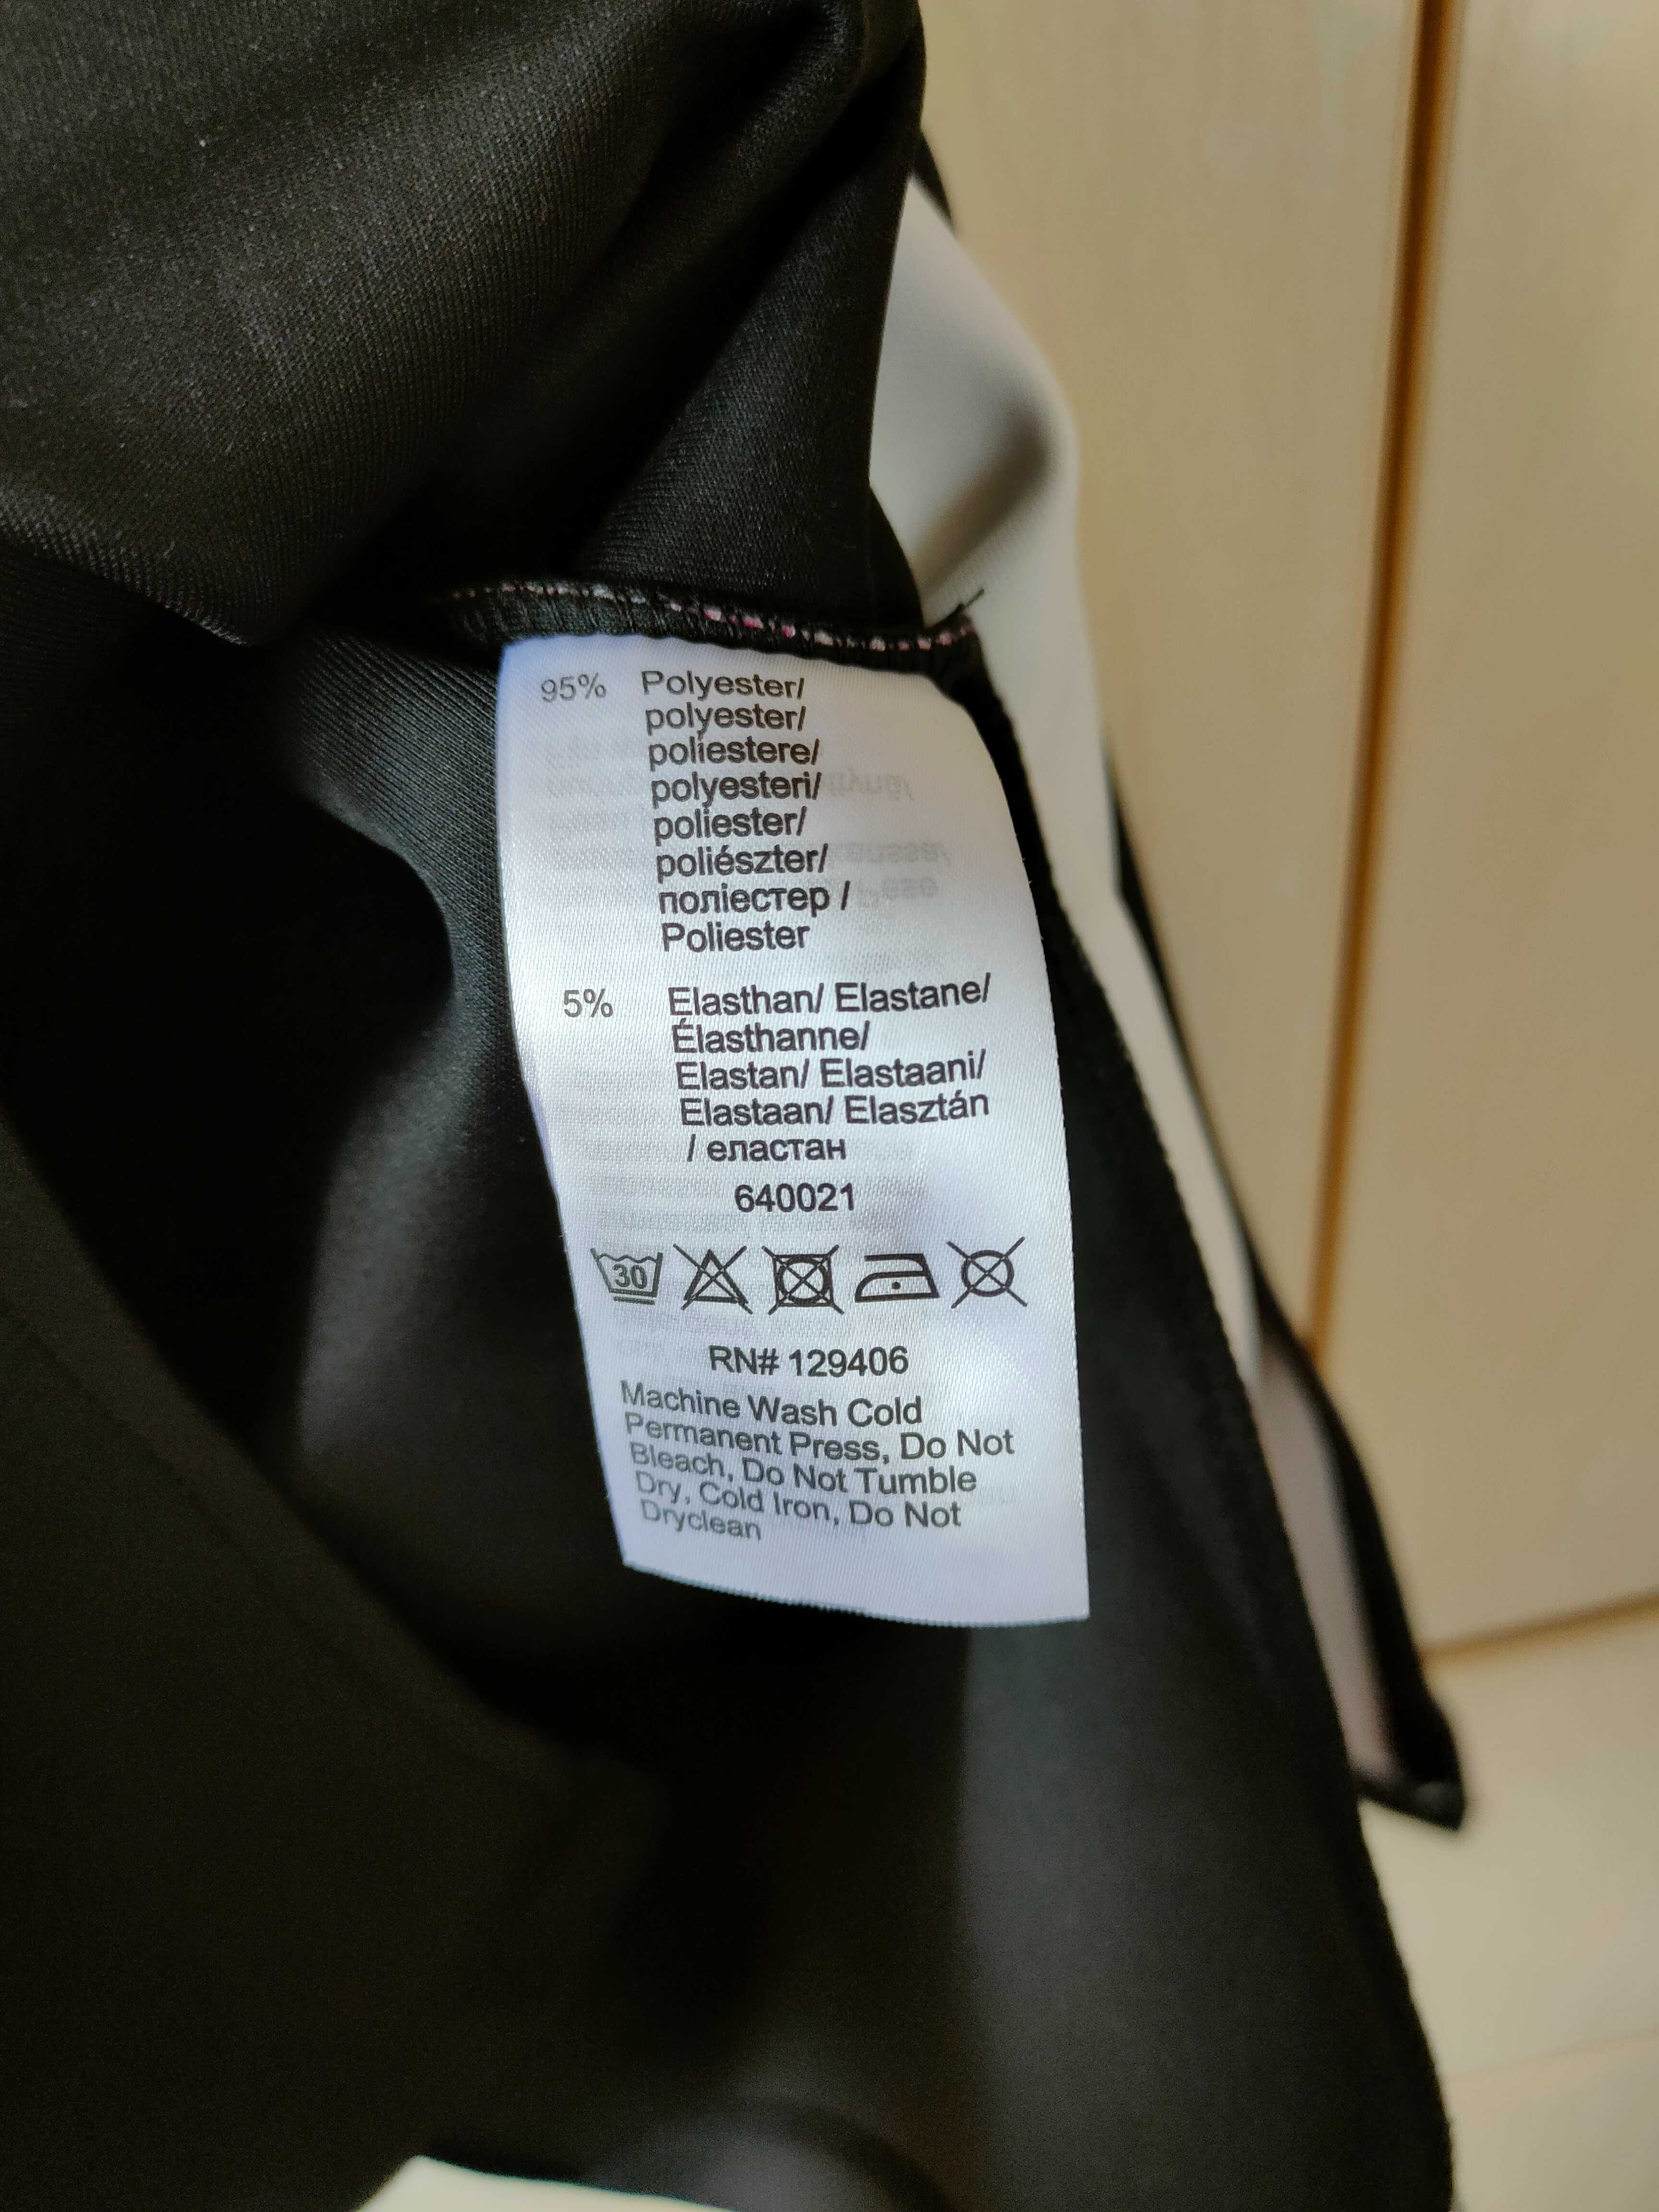 95% Polyester/
polyester/
poliestere/
polyesteri/
poliester/
poliészter/
поліестер /
Poliester
5% Elasthan/ Elastane/
Élasthanne/
Elastan/ Elastaani/
Elastaan/ Elasztán
/ еластан
640021
30
RN# 129406
Machine Wash Cold
Permanent Press, Do Not
Bleach, Do Not Tumble
Dry, Cold Iron, Do Not
Dryclean